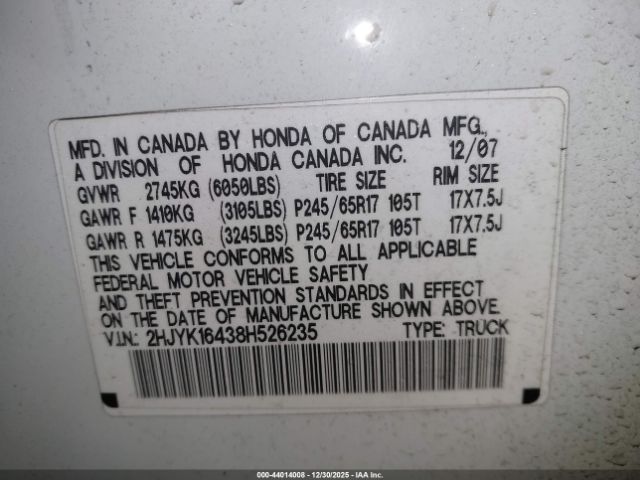 MFD. IN CANADA BY HONDA OF CANADA MFG.,
A DIVISION OF HONDA CANADA INC. 12/07
GVWR 2745KG (6050LBS) TIRE SIZE RIM SIZE
GAWR F 1410KG (3105LBS) P245/65R17 105T 17X7.5J
GAWR R 1475KG (3245LBS) P245/65R17 105T 17X7.5J
THIS VEHICLE CONFORMS TO ALL APPLICABLE
FEDERAL MOTOR VEHICLE SAFETY
AND THEFT PREVENTION STANDARDS IN EFFECT
ON THE DATE OF MANUFACTURE SHOWN ABOVE.
V.I.N.: 2HJYK16438H526235 TYPE: TRUCK
000-44014008 - 12/30/2025 - IAA Inc.